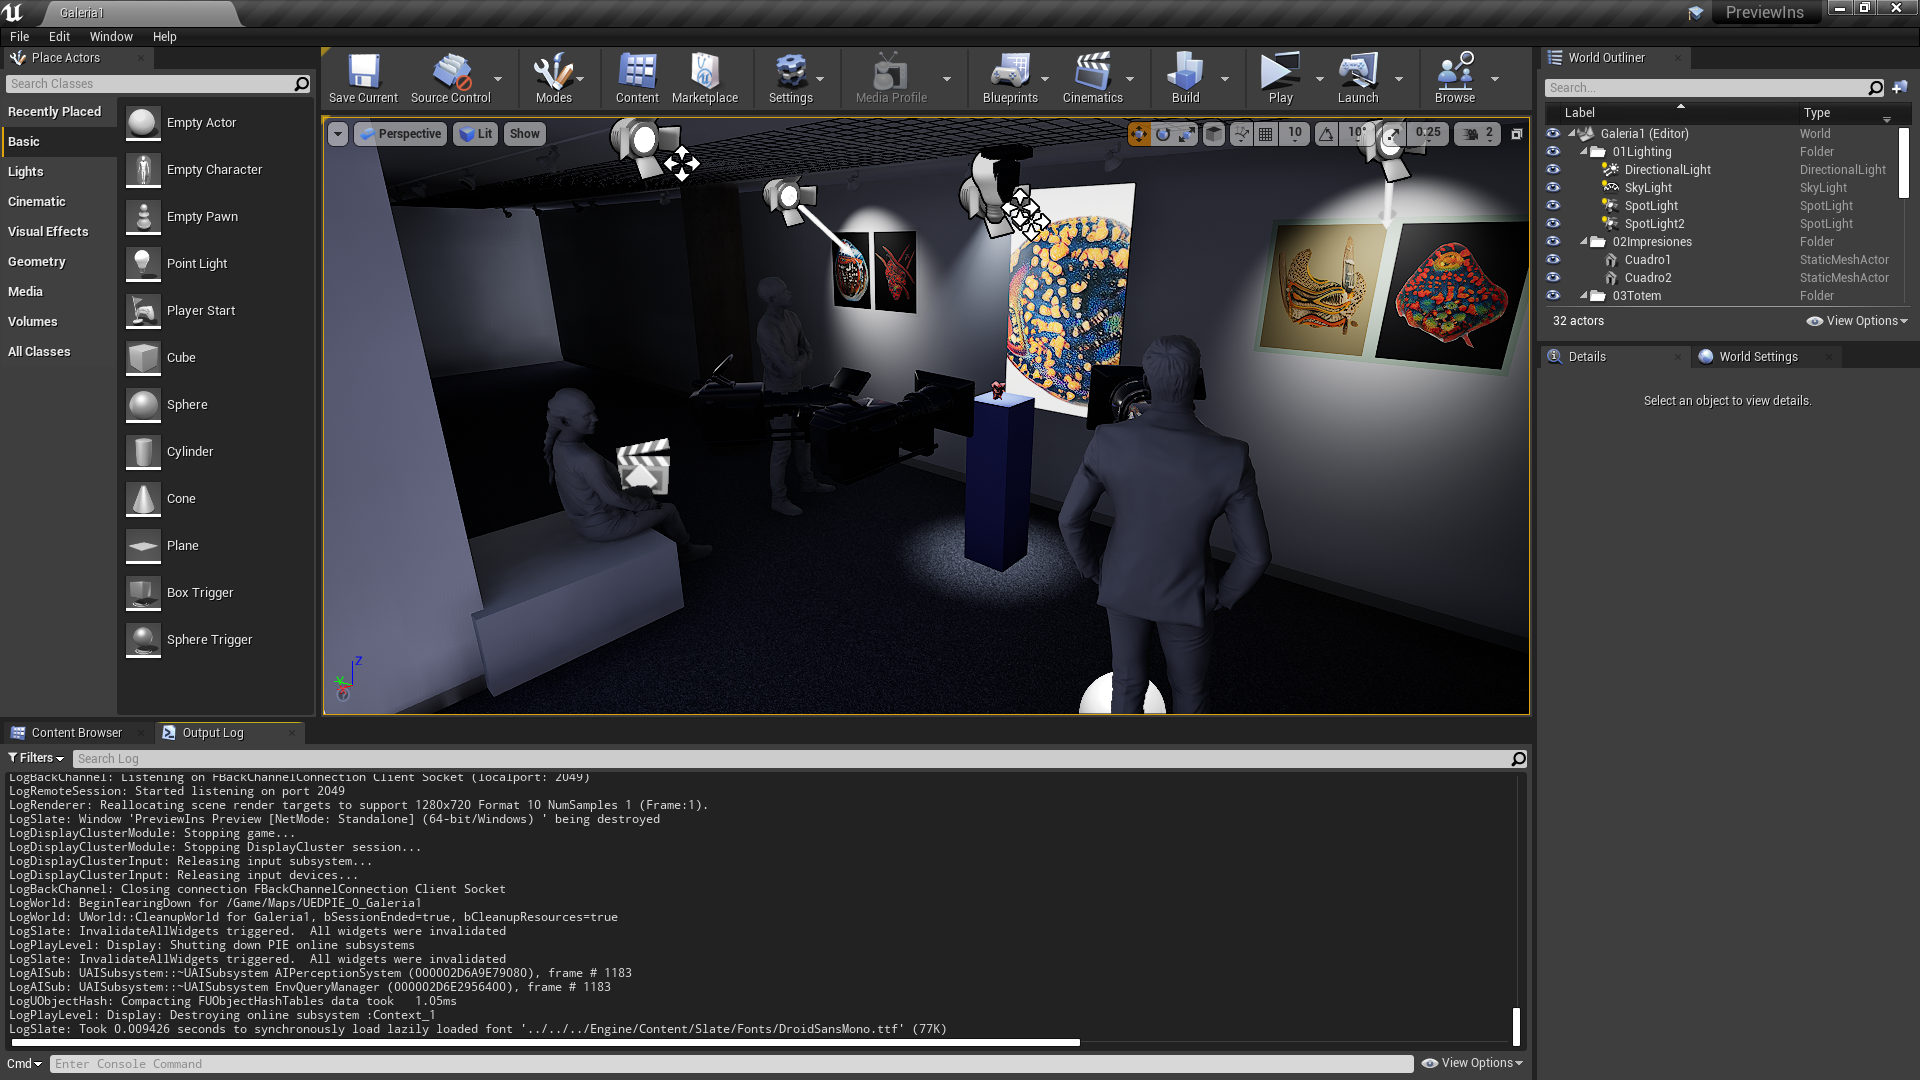 Galeria1
PreviewIns
File Edit Window Help
Place Actors
Search Classes
Recently Placed
Basic
Lights
Cinematic
Visual Effects
Geometry
Media
Volumes
All Classes
Empty Actor
Empty Character
Empty Pawn
Point Light
Player Start
Cube
Sphere
Cylinder
Cone
Plane
Box Trigger
Sphere Trigger
Save Current
Source Control
Modes
Content
Marketplace
Settings
Media Profile
Blueprints
Cinematics
Build
Play
Launch
Browse
Perspective
Lit
Show
10
10°
0.25
2
Z
World Outliner
Search...
Label Type
Galeria1 (Editor) World
01Lighting Folder
DirectionalLight DirectionalLight
SkyLight SkyLight
SpotLight SpotLight
SpotLight2 SpotLight
02Impresiones Folder
Cuadro1 StaticMeshActor
Cuadro2 StaticMeshActor
03Totem Folder
32 actors
View Options
Details
World Settings
Select an object to view details.
Content Browser
Output Log
Filters
Search Log
LogBackChannel: Listening on FBackChannelConnection Client Socket (localport: 2049)
LogRemoteSession: Started listening on port 2049
LogRenderer: Reallocating scene render targets to support 1280x720 Format 10 NumSamples 1 (Frame:1).
LogSlate: Window 'PreviewIns Preview [NetMode: Standalone] (64-bit/Windows) ' being destroyed
LogDisplayClusterModule: Stopping game...
LogDisplayClusterModule: Stopping DisplayCluster session...
LogDisplayClusterInput: Releasing input subsystem...
LogDisplayClusterInput: Releasing input devices...
LogBackChannel: Closing connection FBackChannelConnection Client Socket
LogWorld: BeginTearingDown for /Game/Maps/UEDPIE_0_Galeria1
LogWorld: UWorld::CleanupWorld for Galeria1, bSessionEnded=true, bCleanupResources=true
LogSlate: InvalidateAllWidgets triggered.  All widgets were invalidated
LogPlayLevel: Display: Shutting down PIE online subsystems
LogSlate: InvalidateAllWidgets triggered.  All widgets were invalidated
LogAISub: UAISubsystem::~UAISubsystem AIPerceptionSystem (000002D6A9E79080), frame # 1183
LogAISub: UAISubsystem::~UAISubsystem EnvQueryManager (000002D6E2956400), frame # 1183
LogUObjectHash: Compacting FUObjectHashTables data took   1.05ms
LogPlayLevel: Display: Destroying online subsystem :Context_1
LogSlate: Took 0.009426 seconds to synchronously load lazily loaded font '../../../Engine/Content/Slate/Fonts/DroidSansMono.ttf' (77K)
Cmd
Enter Console Command
View Options